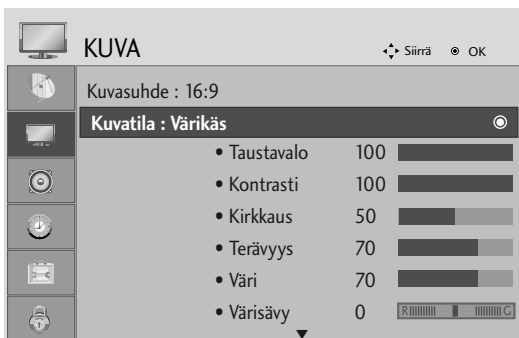 KUVA Siirrä OK
Kuvasuhde : 16:9
Kuvatila : Värikäs
• Taustavalo 100
• Kontrasti 100
• Kirkkaus 50
• Terävyys 70
• Väri 70
• Värisävy 0 R G